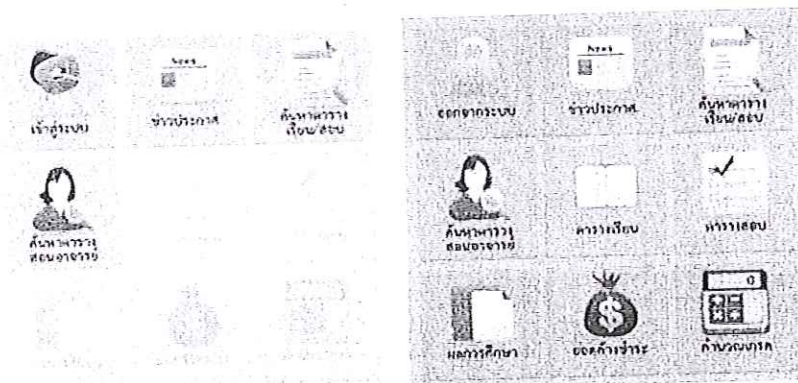 News
เข้าสู่ระบบ
ข่าวประกาศ
ค้นหาตาราง
เรียน/สอบ
ค้นหาตาราง
สอนอาจารย์
News
ออกจากระบบ
ข่าวประกาศ
ค้นหาตาราง
เรียน/สอบ
ค้นหาตาราง
สอนอาจารย์
ตารางเรียน
ตารางสอบ
$
0
ผลการศึกษา
ยอดค้างชำระ
คำนวณเกรด